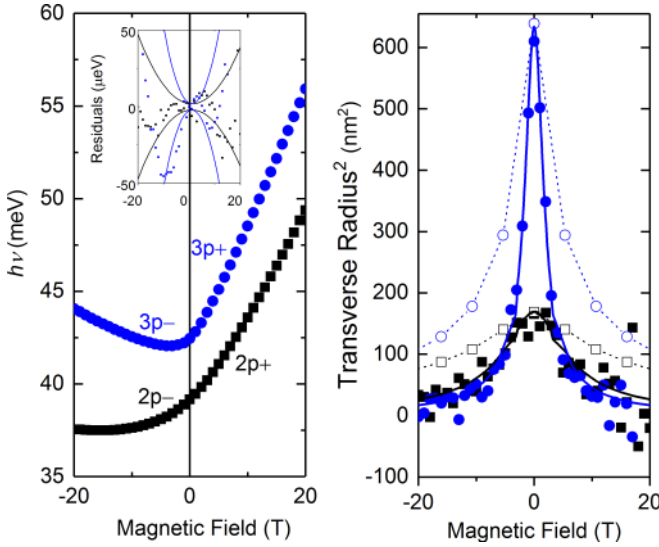 60
55
50
45
40
35
hν (meV)
-20
0
20
Magnetic Field (T)
50
0
-50
Residuals (μeV)
-20
0
20
3p+
3p−
2p−
2p+
600
500
400
300
200
100
0
-100
Transverse Radius² (nm²)
-20
0
20
Magnetic Field (T)